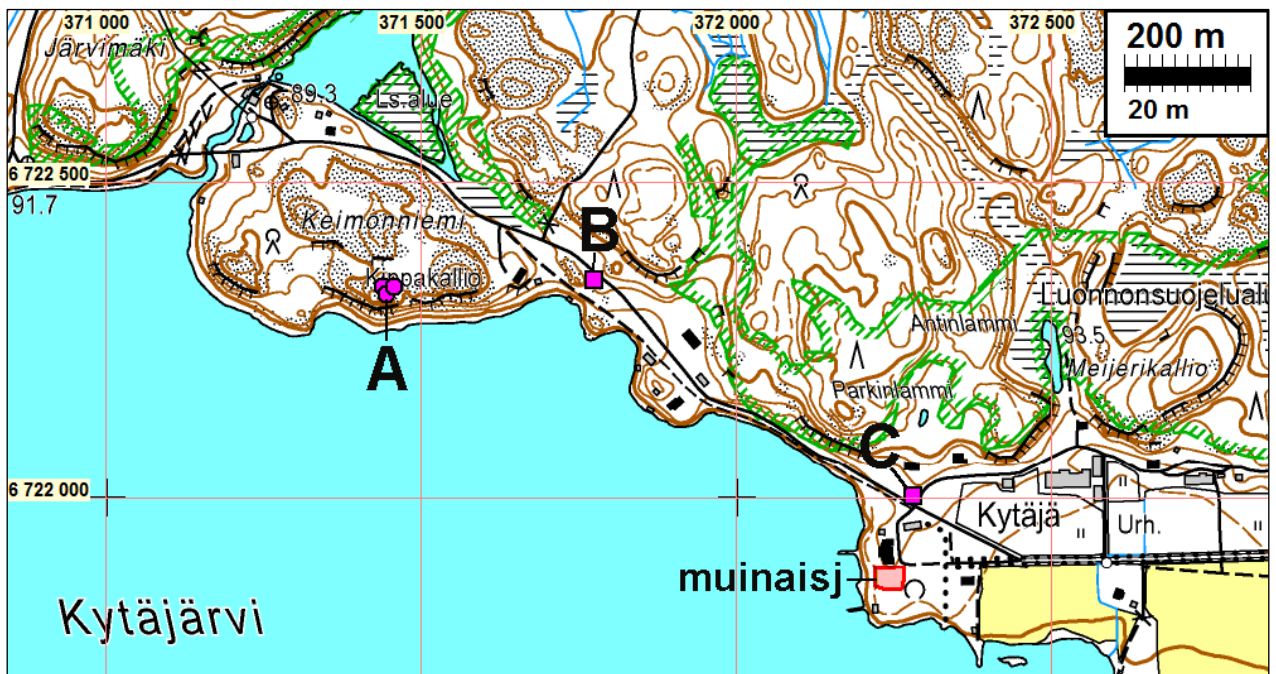 371 000
371 500
372 000
372 500
200 m
20 m
Järvimäki
89.3
Ls.alue
6 722 500
91.7
Keimonniemi
B
Kippakallio
A
Luonnonsuojelualu
Antinlammi
93.5
Meijerikallio
Parkinlammi
C
6 722 000
Kytäjä
Urh.
muinaisj
Kytäjärvi